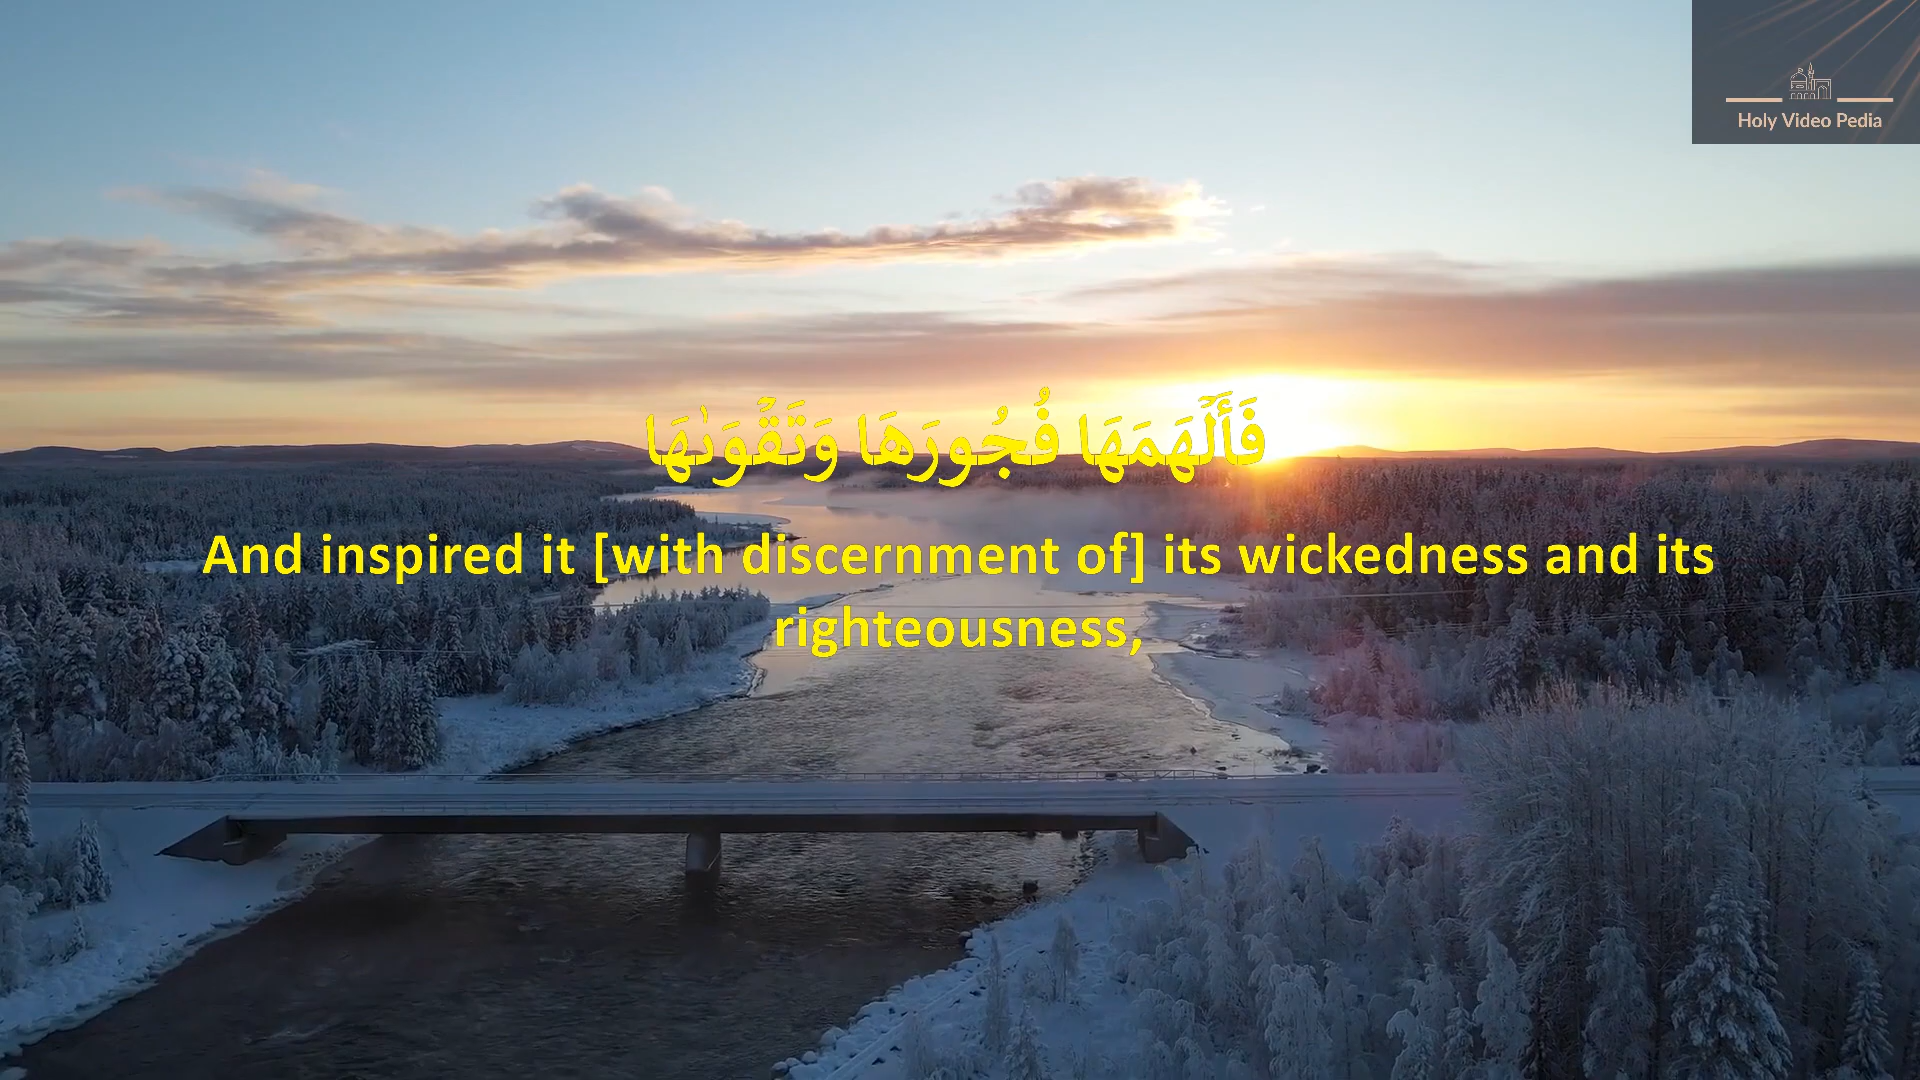 Holy Video Pedia
فَأَلْهَمَهَا فُجُورَهَا وَتَقْوَىٰهَا
And inspired it [with discernment of] its wickedness and its
righteousness,